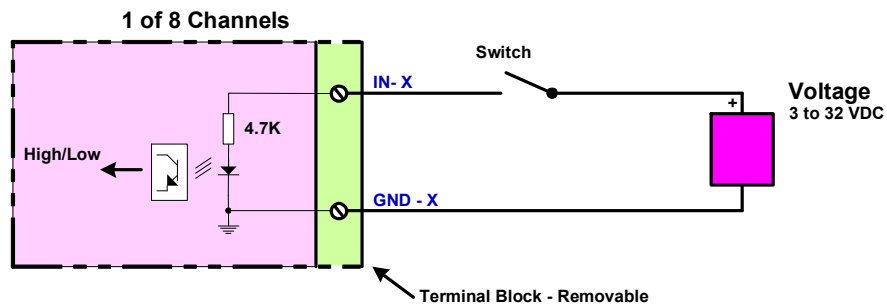 1 of 8 Channels
Switch
IN- X
Voltage
+
3 to 32 VDC
4.7K
High/Low
GND - X
Terminal Block - Removable